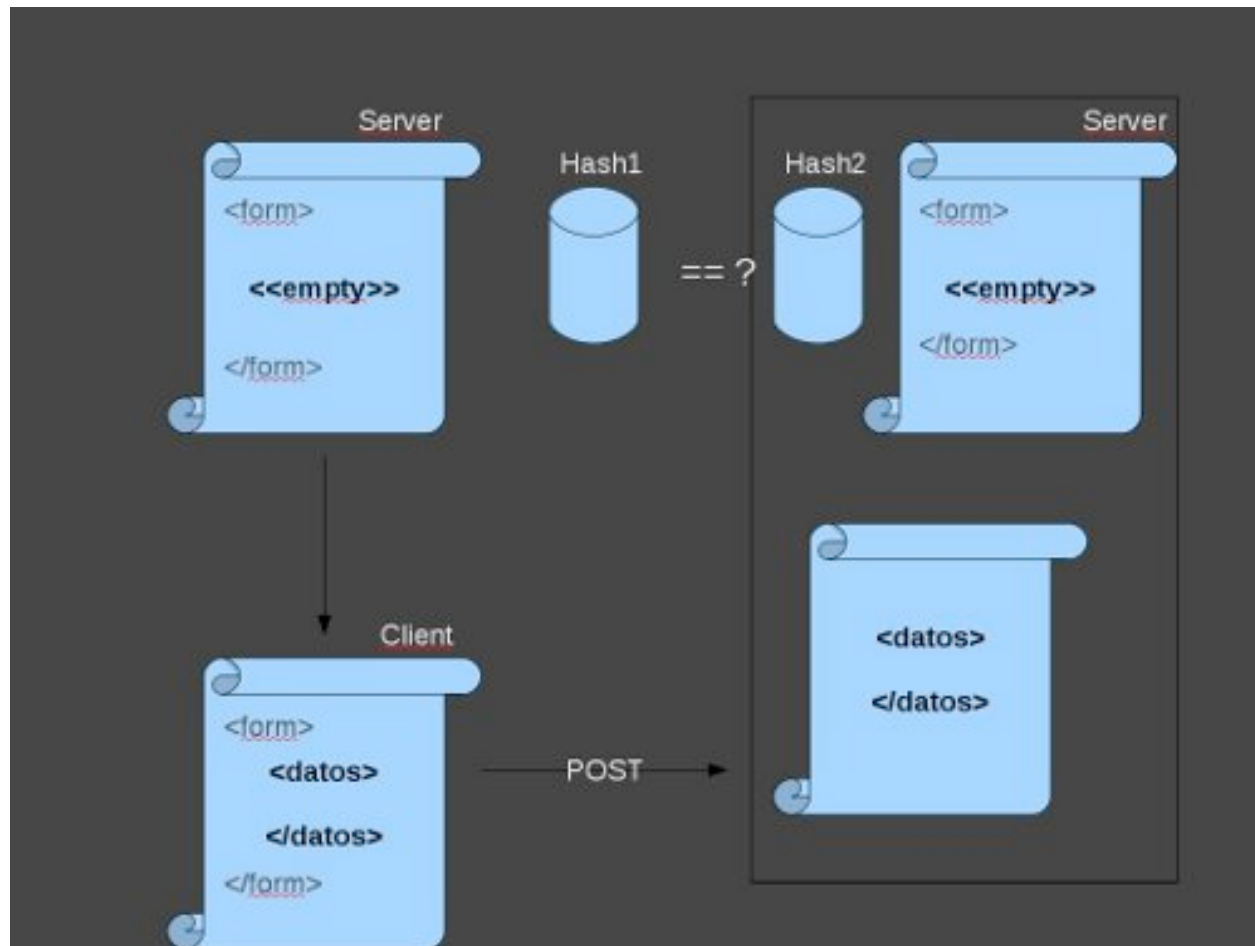 Server
<form>
<<empty>>
</form>
Hash1
== ?
Hash2
Server
<form>
<<empty>>
</form>
Client
<form>
<datos>
</datos>
</form>
POST
<datos>
</datos>